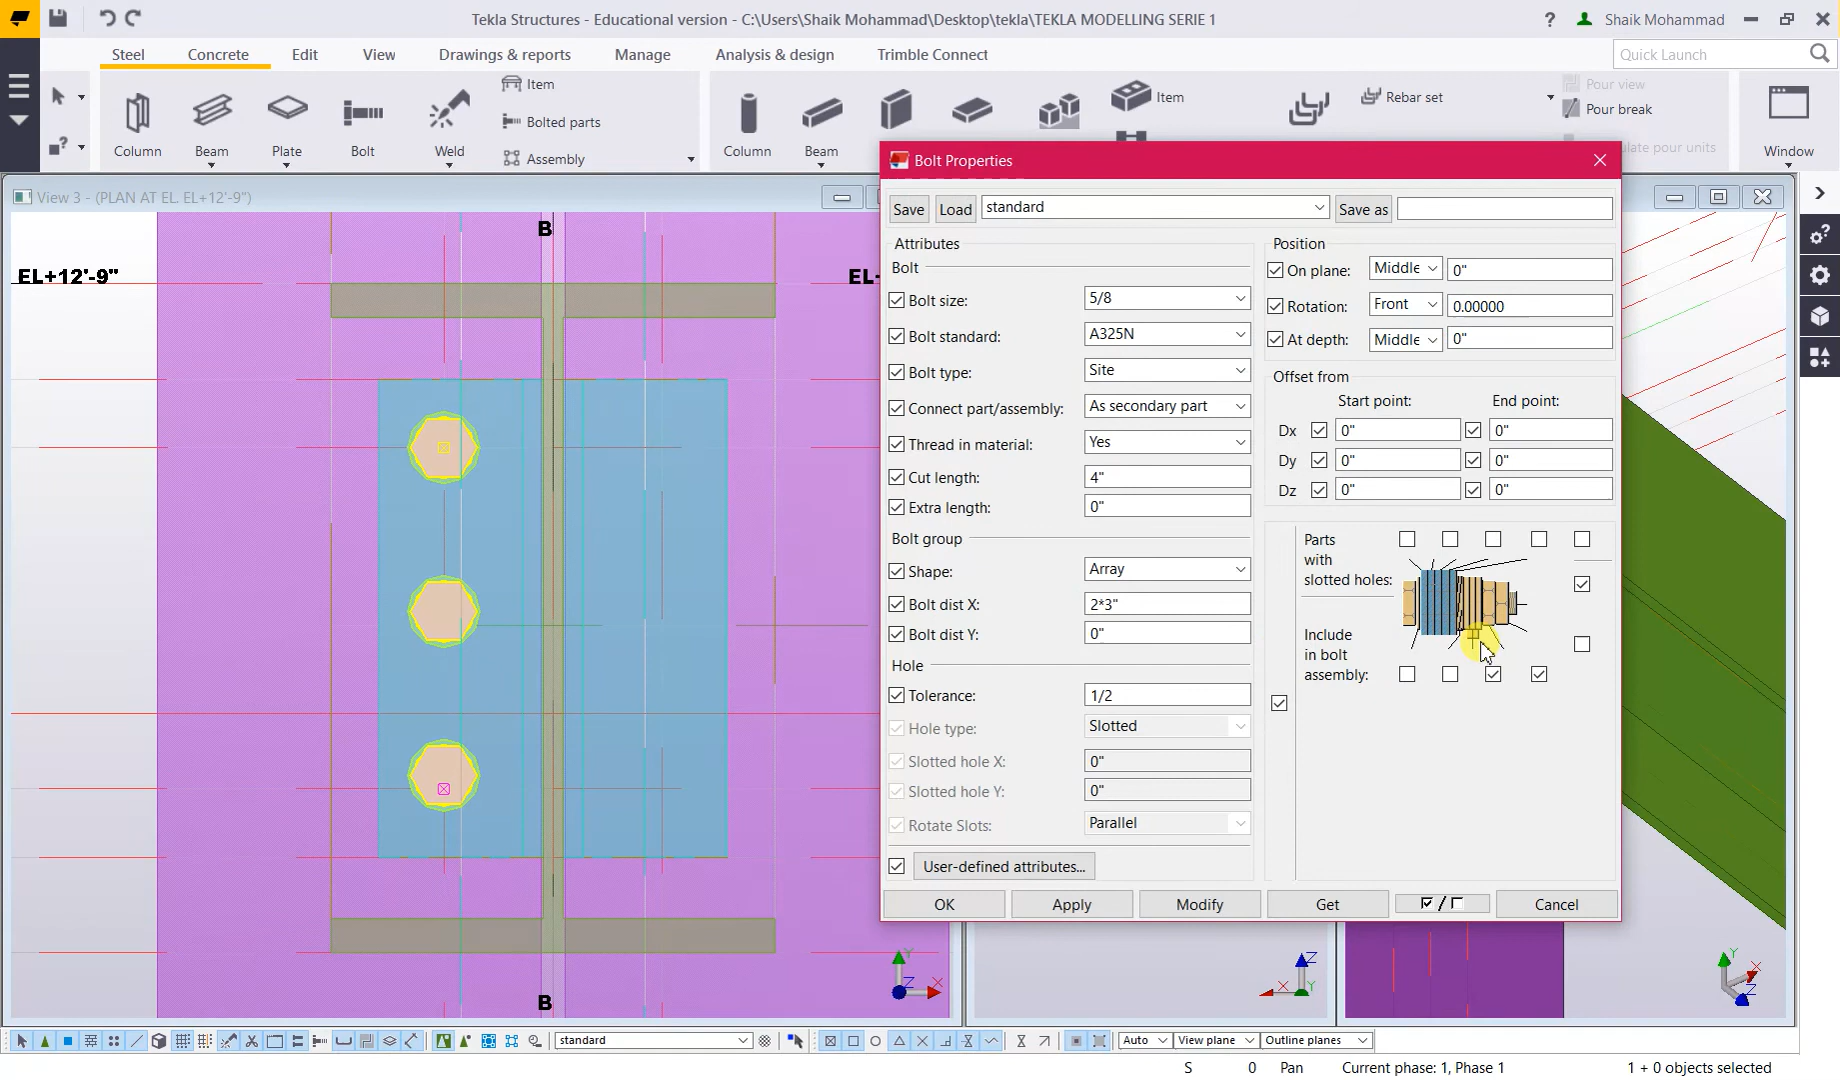 Tekla Structures - Educational version - C:\Users\Shaik Mohammad\Desktop\tekla\TEKLA MODELLING SERIE 1
? Shaik Mohammad
Steel Concrete Edit View Drawings & reports Manage Analysis & design Trimble Connect
Quick Launch
Item
Bolted parts
Assembly
Column Beam Plate Bolt Weld
Column Beam
Item
Rebar set
Pour view
Pour break
Window
View 3 - (PLAN AT EL. EL+12'-9")
B
EL+12'-9"
EL
B
Bolt Properties
Save Load standard Save as
Attributes
Bolt
Bolt size: 5/8
Bolt standard: A325N
Bolt type: Site
Connect part/assembly: As secondary part
Thread in material: Yes
Cut length: 4"
Extra length: 0"
Bolt group
Shape: Array
Bolt dist X: 2*3"
Bolt dist Y: 0"
Hole
Tolerance: 1/2
Hole type: Slotted
Slotted hole X: 0"
Slotted hole Y: 0"
Rotate Slots: Parallel
User-defined attributes...
Position
On plane: Middle 0"
Rotation: Front 0.00000
At depth: Middle 0"
Offset from
Start point: End point:
Dx 0" 0"
Dy 0" 0"
Dz 0" 0"
Parts
with
slotted holes:
Include
in bolt
assembly:
OK Apply Modify Get / Cancel
Y X Z
Z X Y
Y X Z
standard
Auto View plane Outline planes
S 0 Pan Current phase: 1, Phase 1 1 + 0 objects selected